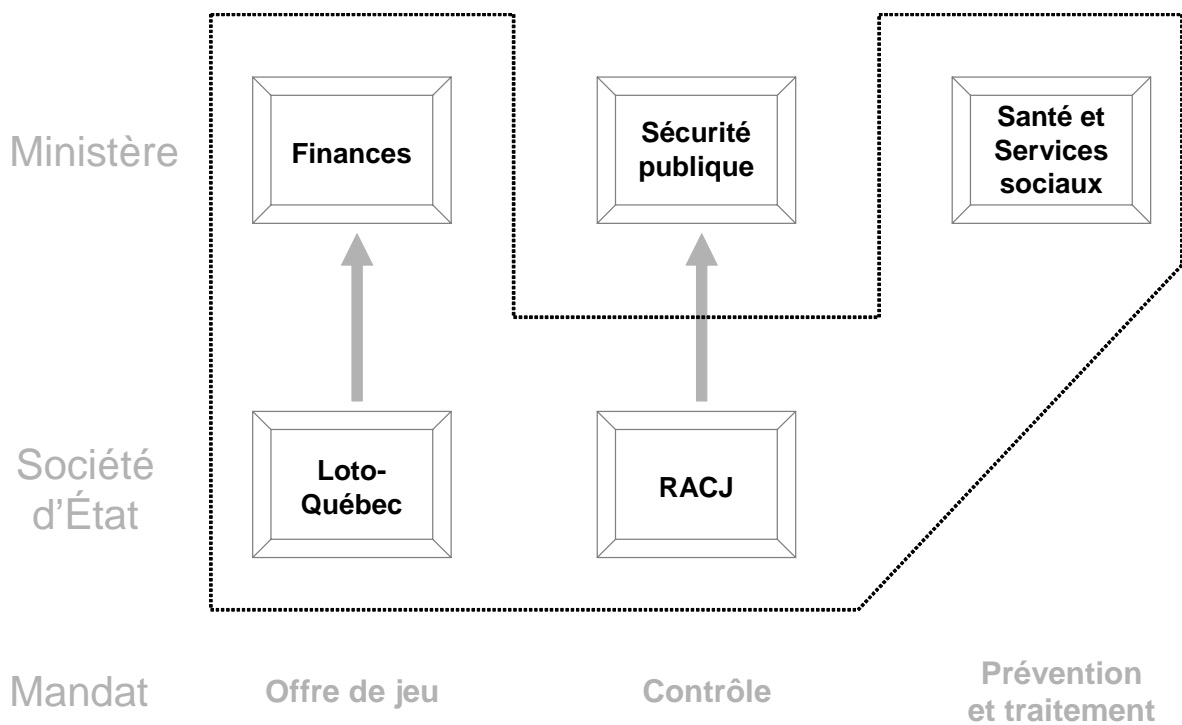 Ministère
Finances
Sécurité
publique
Santé et
Services
sociaux
Société
d'État
Loto-
Québec
RACJ
Mandat
Offre de jeu
Contrôle
Prévention
et traitement